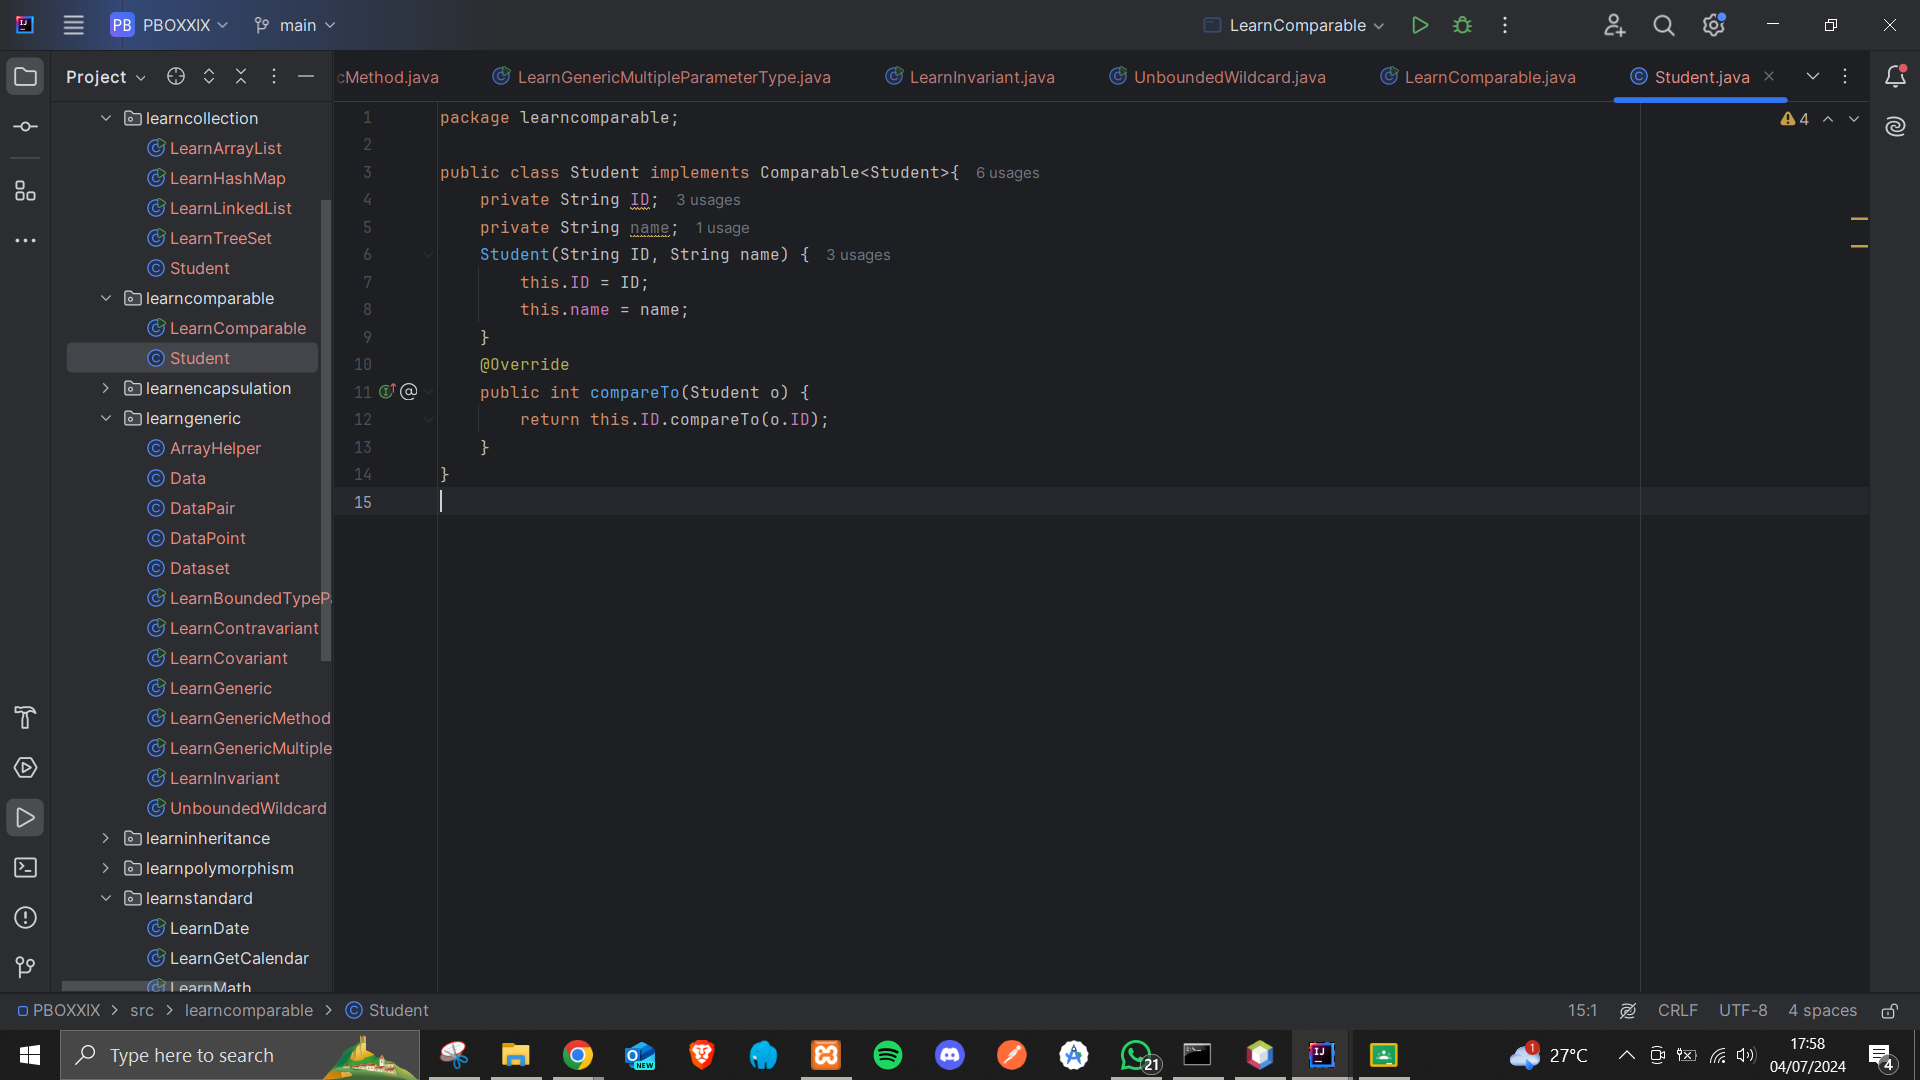 PB PBOXXIX main LearnComparable
Project
cMethod.java LearnGenericMultipleParameterType.java LearnInvariant.java UnboundedWildcard.java LearnComparable.java Student.java
learncollection
LearnArrayList
LearnHashMap
LearnLinkedList
LearnTreeSet
Student
learncomparable
LearnComparable
Student
learnencapsulation
learngeneric
ArrayHelper
Data
DataPair
DataPoint
Dataset
LearnBoundedTypePa
LearnContravariant
LearnCovariant
LearnGeneric
LearnGenericMethod
LearnGenericMultiple
LearnInvariant
UnboundedWildcard
learninheritance
learnpolymorphism
learnstandard
LearnDate
LearnGetCalendar
LearnMath
4
1 package learncomparable;
2
3 public class Student implements Comparable<Student>{ 6 usages
4 private String ID; 3 usages
5 private String name; 1 usage
6 Student(String ID, String name) { 3 usages
7 this.ID = ID;
8 this.name = name;
9 }
10 @Override
11 public int compareTo(Student o) {
12 return this.ID.compareTo(o.ID);
13 }
14 }
15
PBOXXIX > src > learncomparable > Student 15:1 CRLF UTF-8 4 spaces
Type here to search
NEW
21
1
27°C
17:58
04/07/2024
4